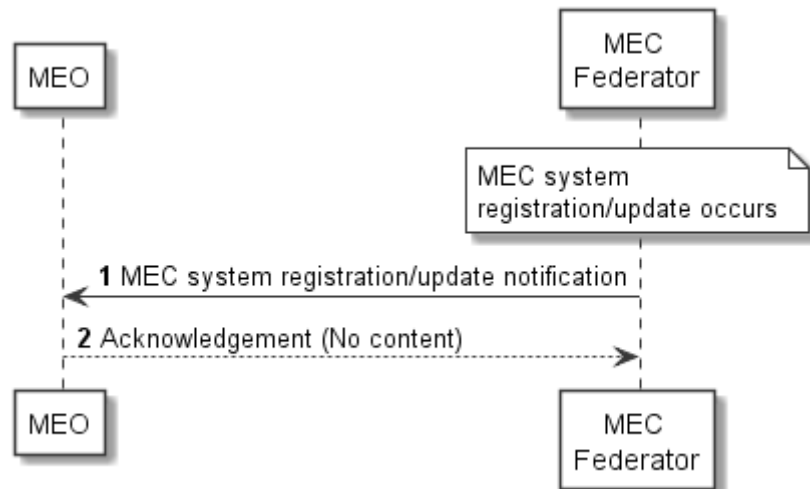 MEO
MEC
Federator
MEC system
registration/update occurs
1 MEC system registration/update notification
2 Acknowledgement (No content)
MEO
MEC
Federator